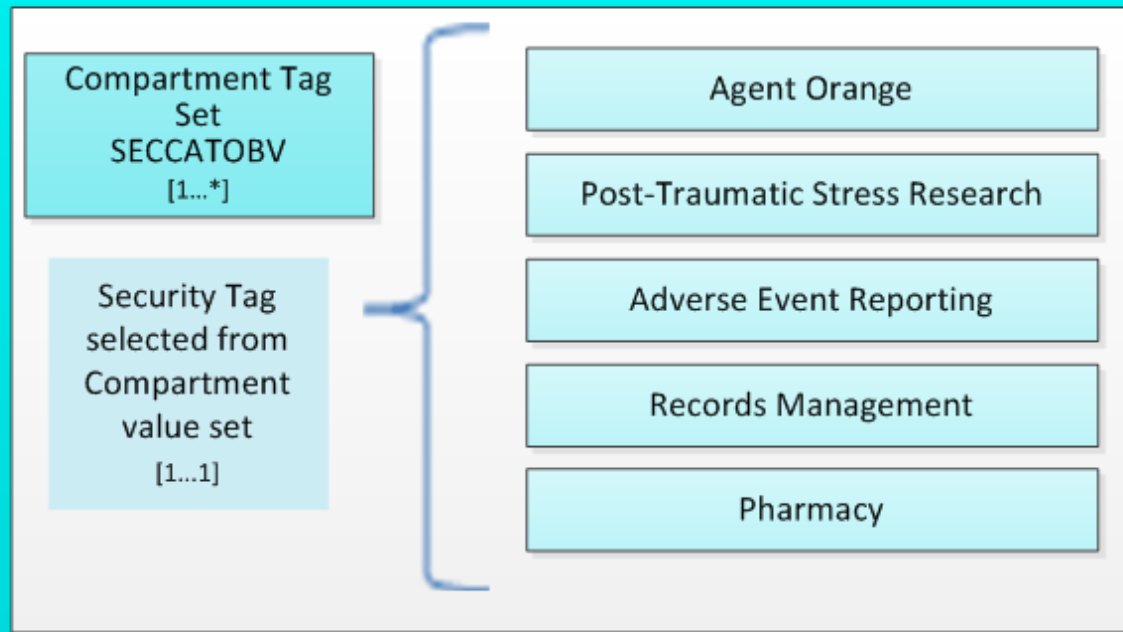 Compartment Tag
Set
SECCATOBV
[1...*]
Security Tag
selected from
Compartment
value set
[1...1]
Agent Orange
Post-Traumatic Stress Research
Adverse Event Reporting
Records Management
Pharmacy